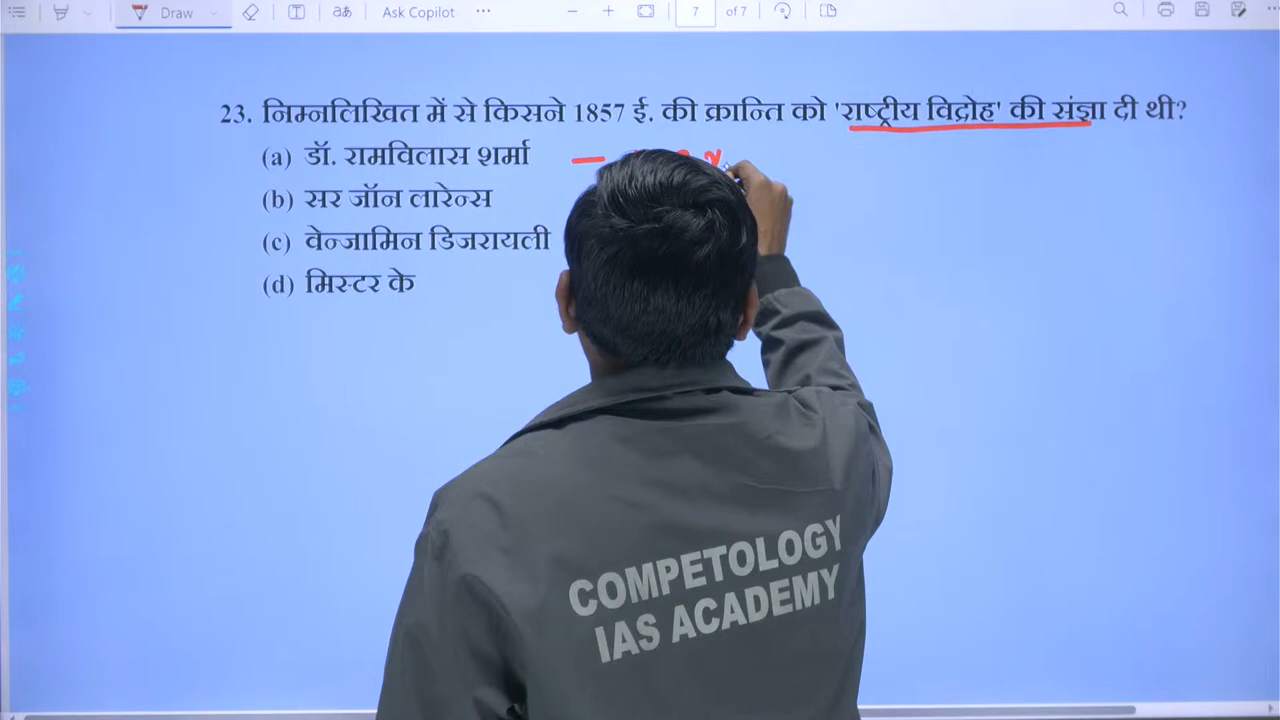 Draw
Ask Copilot
7 of 7
23. निम्नलिखित में से किसने 1857 ई. की क्रान्ति को 'राष्ट्रीय विद्रोह' की संज्ञा दी थी?
(a) डॉ. रामविलास शर्मा
(b) सर जॉन लारेन्स
(c) वेन्जामिन डिजरायली
(d) मिस्टर के
COMPETOLOGY
IAS ACADEMY